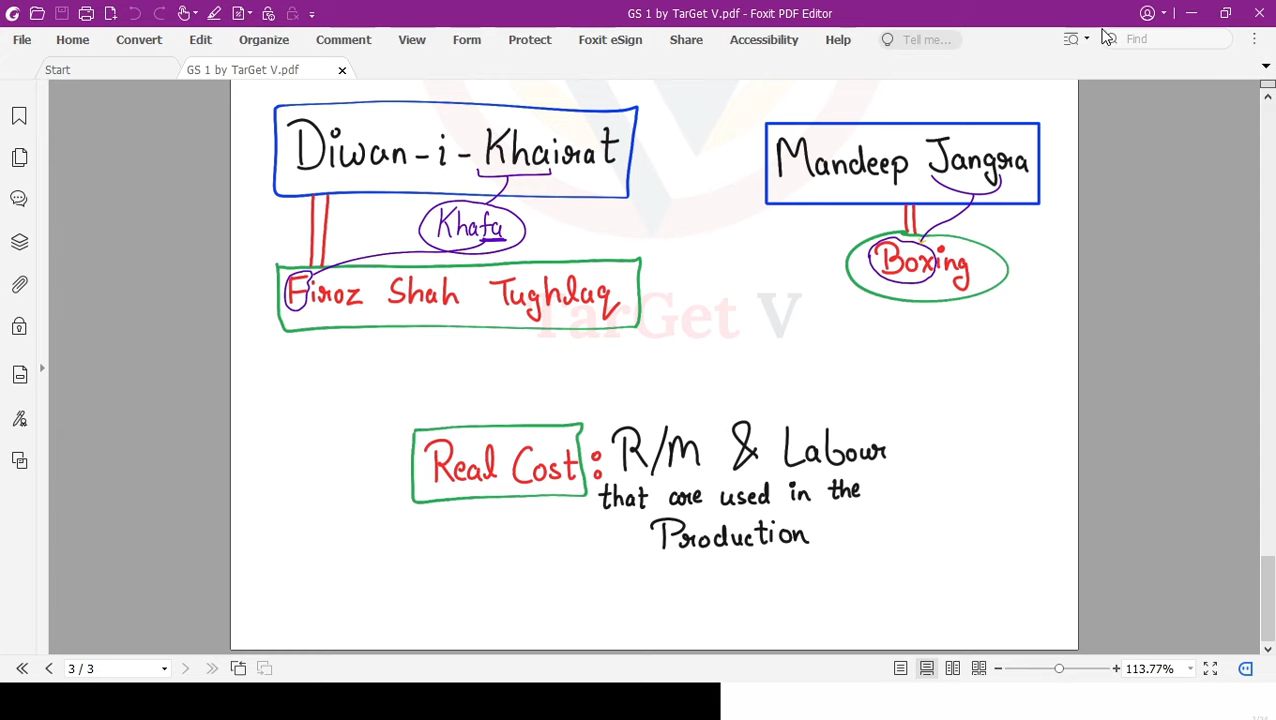 GS 1 by TarGet V.pdf - Foxit PDF Editor
File Home Convert Edit Organize Comment View Form Protect Foxit eSign Share Accessibility Help Tell me... Find
Start GS 1 by TarGet V.pdf
Diwan-i-Khairat
Mandeep Jangra
Khafa
Boxing
Firoz Shah Tughlaq
TarGet V
Real Cost : R/M & Labour
that are used in the
Production
3 / 3 113.77%